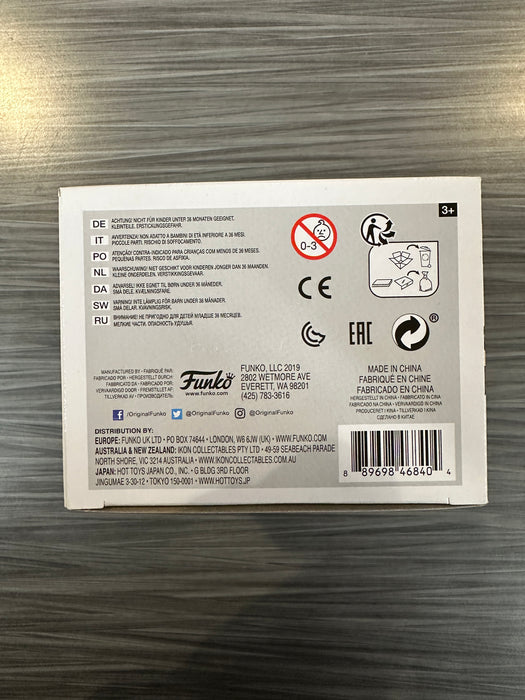 DE ACHTUNG! NICHT FÜR KINDER UNTER 36 MONATEN GEEIGNET.
KLEINTEILE. ERSTICKUNGSGEFAHR.
IT AVVERTENZA! NON ADATTO A BAMBINI DI ETÀ INFERIORE A 36 MESI.
PICCOLE PARTI. RISCHIO DI SOFFOCAMENTO.
PO ATENÇÃO! CONTRA-INDICADO PARA CRIANÇAS COM MENOS DE 36 MESES.
PEQUENAS PARTES. RISCO DE ASFIXIA.
NL WAARSCHUWING! NIET GESCHIKT VOOR KINDEREN JONGER DAN 36 MAANDEN.
KLEINE ONDERDELEN. VERSTIKKINGSGEVAAR.
DA ADVERSEL! IKKE EGNET TIL BØRN UNDER 36 MÅNEDER.
SMÅ DELE. KVÆLNINGSFARE.
SW VARNING! INTE LÄMPLIG FÖR BARN UNDER 36 MÅNADER.
SMÅ DELAR. KVÄVNINGSRISK.
RU ВНИМАНИЕ! НЕ ПРИГОДНО ДЛЯ ДЕТЕЙ МЛАДШЕ 36 МЕСЯЦЕВ.
МЕЛКИЕ ЧАСТИ. ОПАСНОСТЬ УДУШЬЯ.
0-3
3+
CE
EAC
®
MANUFACTURED BY • FABRIQUÉ PAR
FABRICADO POR • HERGESTELLT DURCH
FABBRICATO DA • FABRICADO POR
VERVAARDIGD DOOR • FREMSTILLET AF
TILLVERKAD AV • ПРОИЗВОДИТЕЛЬ
Funko
WWW.FUNKO.COM
FUNKO, LLC 2019
2802 WETMORE AVE
EVERETT, WA 98201
(425) 783-3616
MADE IN CHINA
FABRIQUÉ EN CHINE
HERGESTELLT IN CHINA • FABBRICATO IN CINA
FABRICADO NA CHINA • VERVAARDIGD IN CHINA
PRODUCERET I KINA • TILLVERKAD I KINA
СДЕЛАНО В КИТАЕ
/OriginalFunko @OriginalFunko @OriginalFunko
DISTRIBUTION BY:
EUROPE: FUNKO UK LTD • PO BOX 74644 • LONDON, W6 6JW (UK) • WWW.FUNKO.COM
AUSTRALIA & NEW ZEALAND: IKON COLLECTABLES PTY LTD • 49-59 SEABEACH PARADE
NORTH SHORE, VIC 3214 AUSTRALIA • WWW.IKONCOLLECTABLES.COM.AU
JAPAN: HOT TOYS JAPAN CO., INC. • G BLDG 3RD FLOOR
JINGUMAE 3-30-12 • TOKYO 150-0001 • WWW.HOTTOYS.JP
8 89698 46840 4